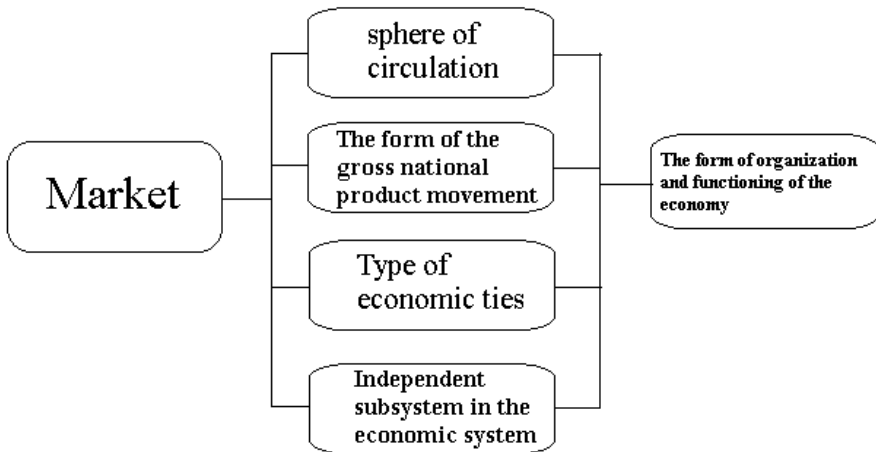 Market
sphere of
circulation
The form of the
gross national
product movement
Type of
economic ties
Independent
subsystem in the
economic system
The form of organization
and functioning of the
economy